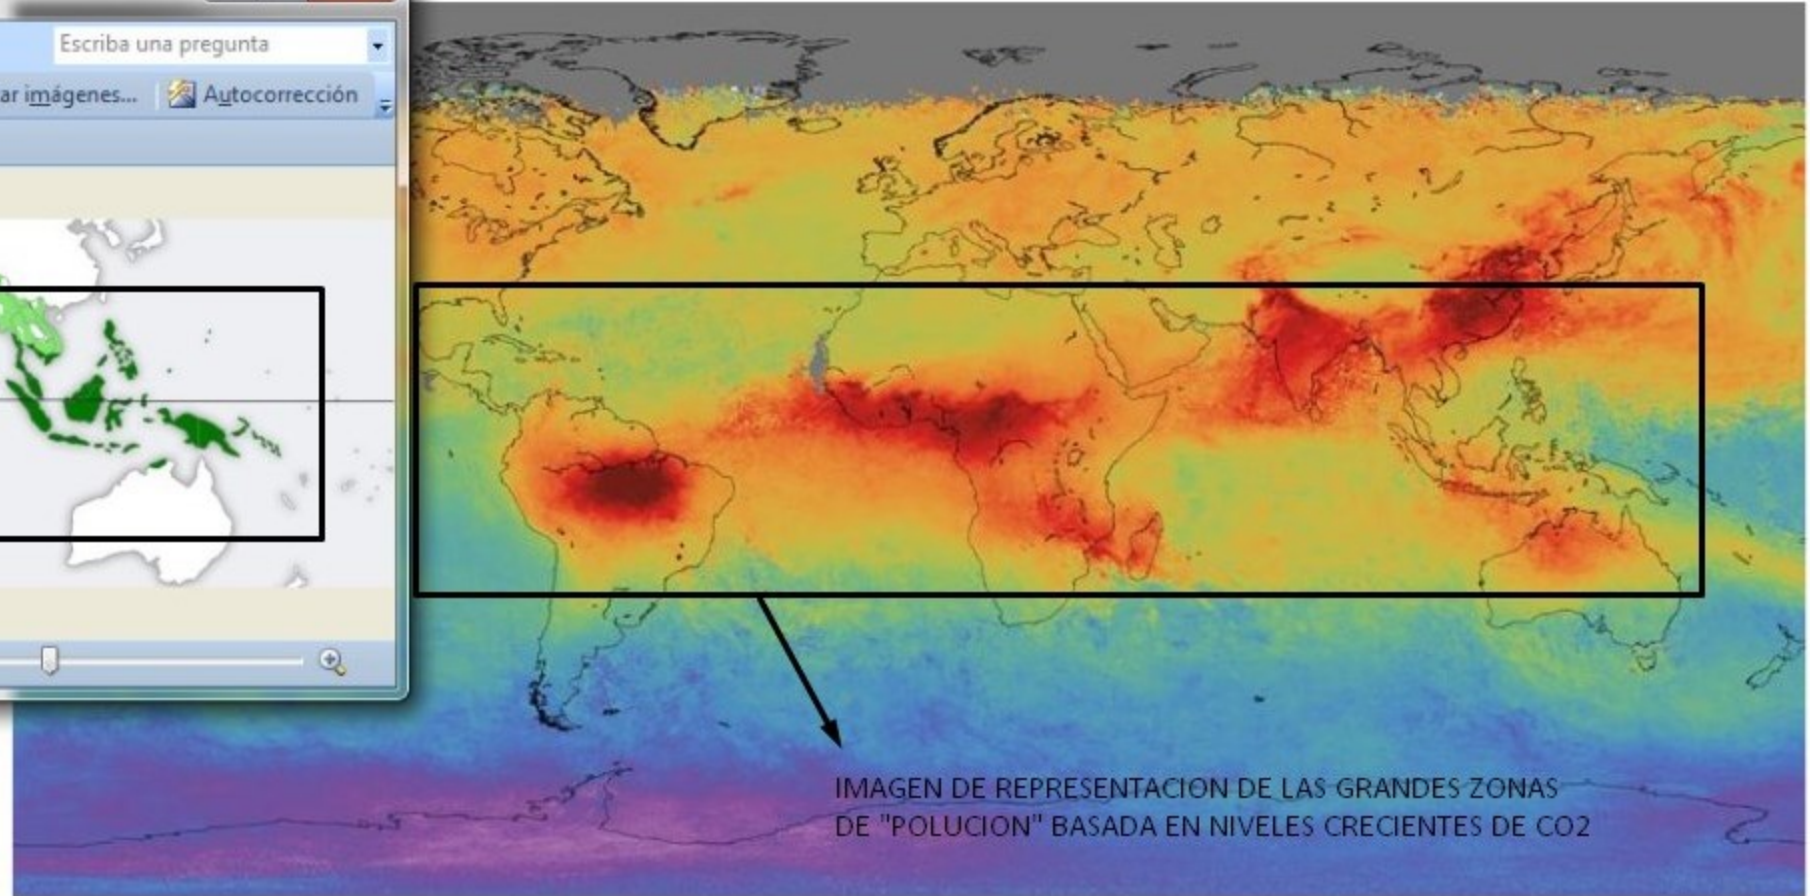 Escriba una pregunta
ar imágenes... Autocorrección
IMAGEN DE REPRESENTACION DE LAS GRANDES ZONAS
DE "POLUCION" BASADA EN NIVELES CRECIENTES DE CO2